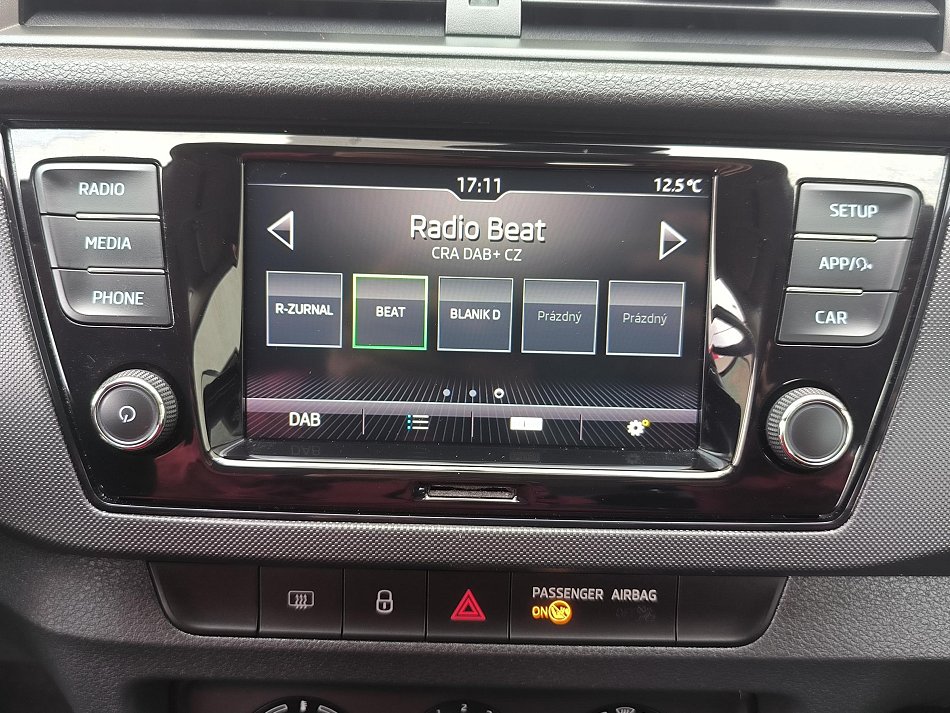 17:11
12.5°C
RADIO
Radio Beat
SETUP
MEDIA
CRA DAB+ CZ
APP/
PHONE
R-ZURNAL
BEAT
BLANIK D
Prázdný
Prázdný
CAR
DAB
PASSENGER AIRBAG
ON
2